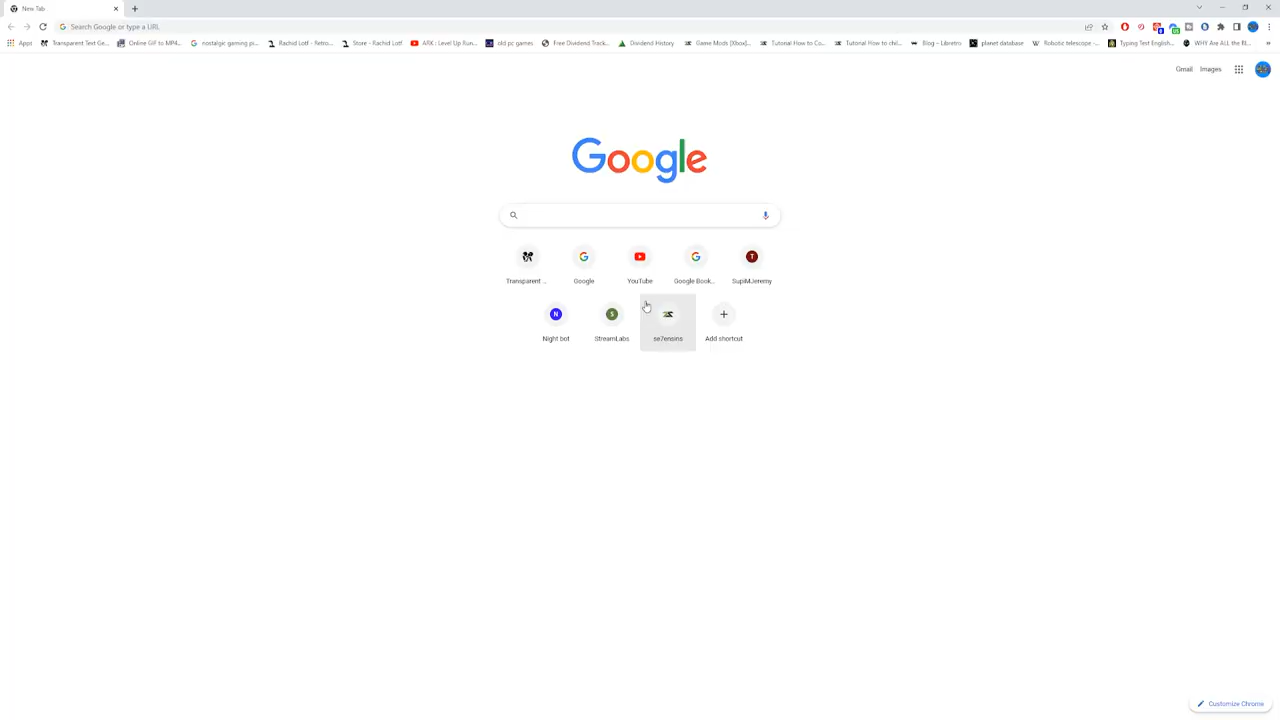 New Tab
Search Google or type a URL
Apps Transparent Text Ge... Online GIF to MP4... nostalgic gaming pi... Rachid Lotf - Retro... Store - Rachid Lotf ARK : Level Up Run... old pc games Free Dividend Track... Dividend History Game Mods [Xbox]... Tutorial How to Co... Tutorial How to chi... Blog – Libretro planet database Robotic telescope -... Typing Test English... WHY Are ALL the Bl... »
Gmail Images
Google
Transparent ... Google YouTube Google Book... SupiMJeremy
N S
Night bot StreamLabs se7ensins Add shortcut
Customize Chrome